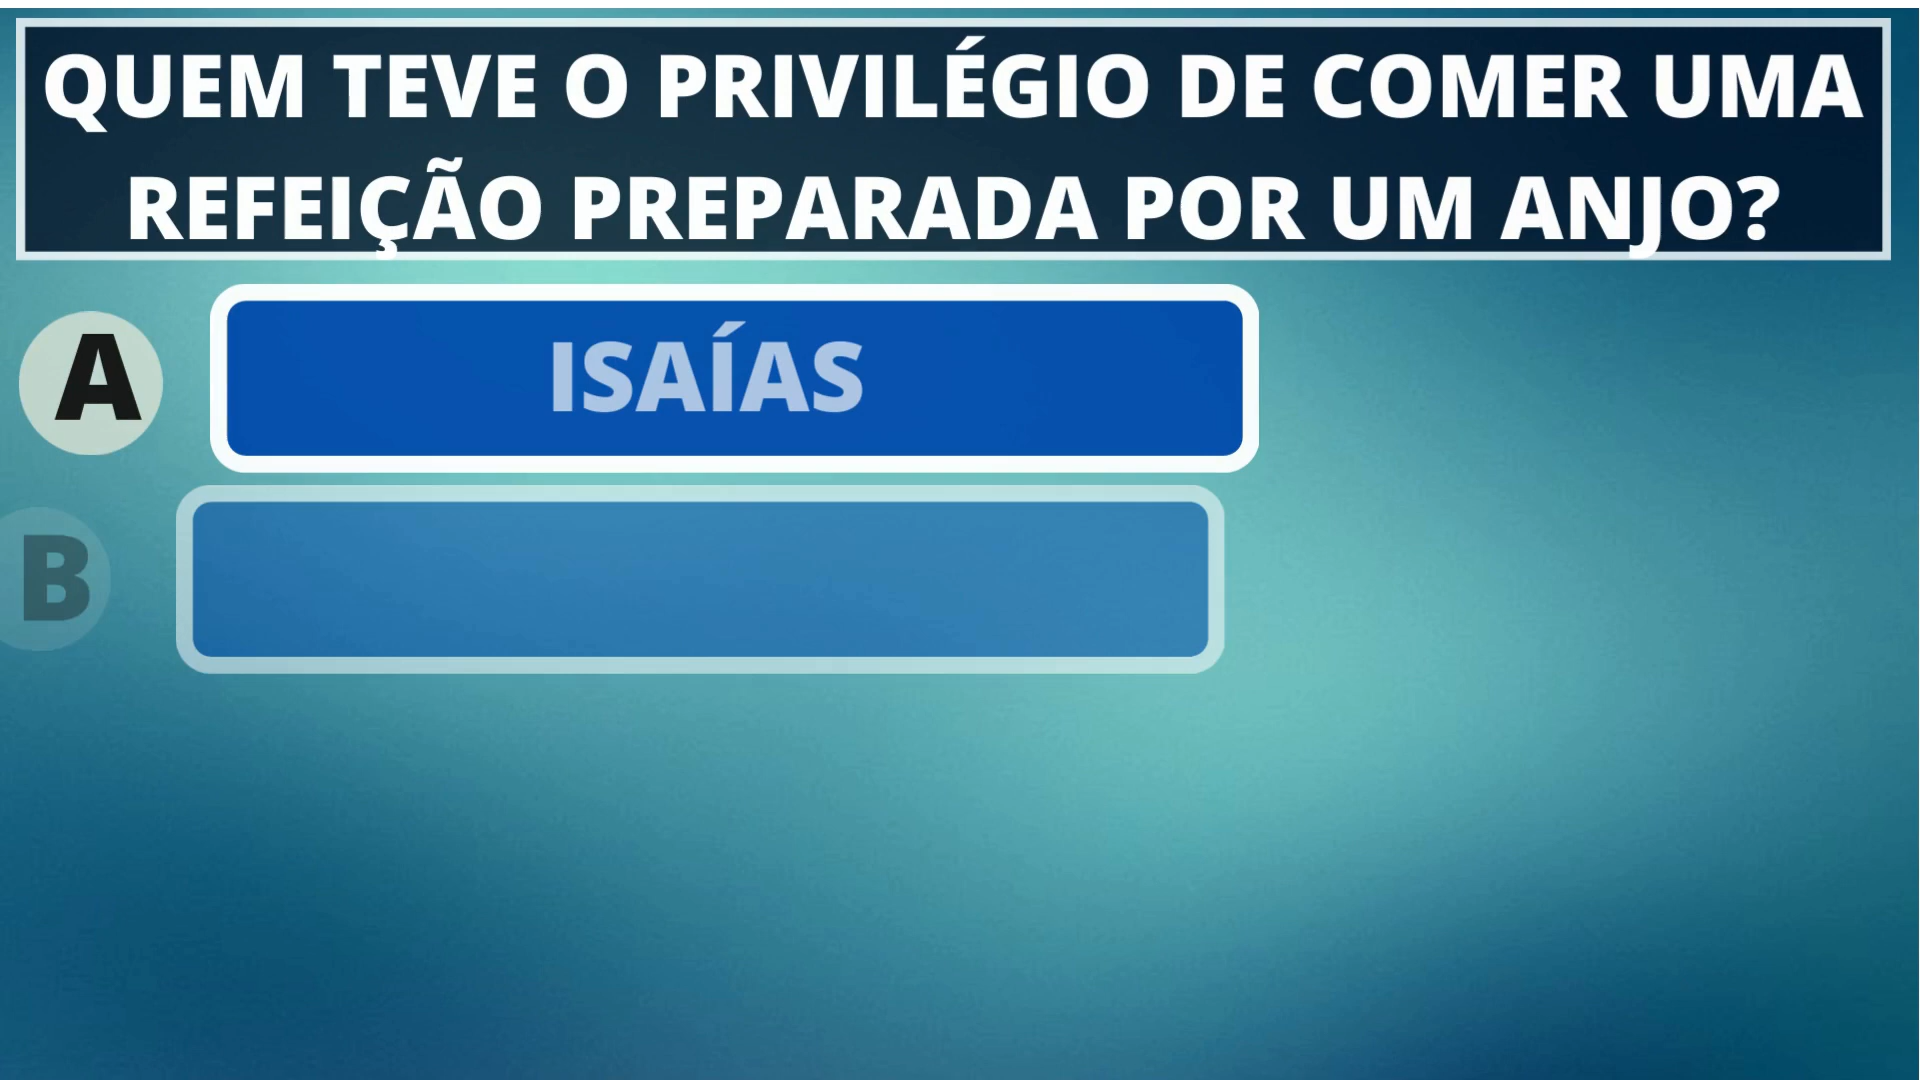 QUEM TEVE O PRIVILÉGIO DE COMER UMA
REFEIÇÃO PREPARADA POR UM ANJO?
A ISAÍAS
B